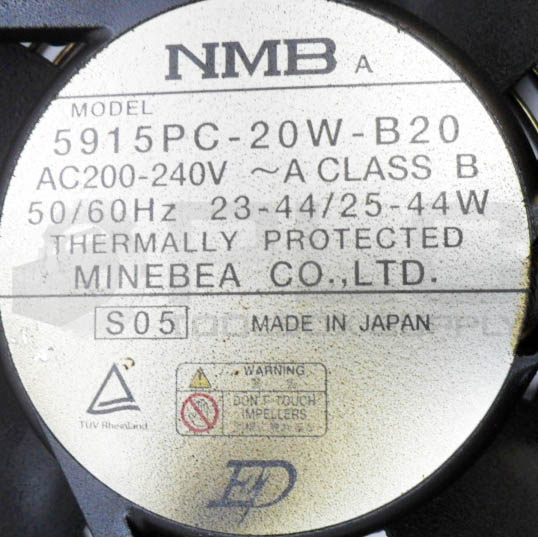 NMB A
MODEL
5915PC-20W-B20
AC200-240V ~A CLASS B
50/60Hz 23-44/25-44W
THERMALLY PROTECTED
MINEBEA CO.,LTD.
S05 MADE IN JAPAN
TÜV Rheinland
WARNING
DON'T TOUCH
IMPELLERS